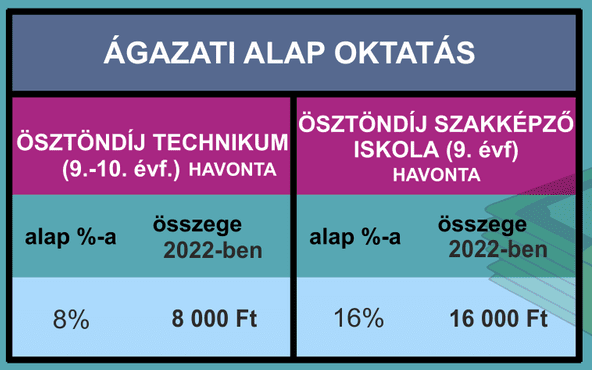 ÁGAZATI ALAP OKTATÁS
ÖSZTÖNDÍJ TECHNIKUM
(9.-10. évf.) HAVONTA
ÖSZTÖNDÍJ SZAKKÉPZŐ
ISKOLA (9. évf)
HAVONTA
alap %-a
összege
2022-ben
alap %-a
összege
2022-ben
8%
8 000 Ft
16%
16 000 Ft